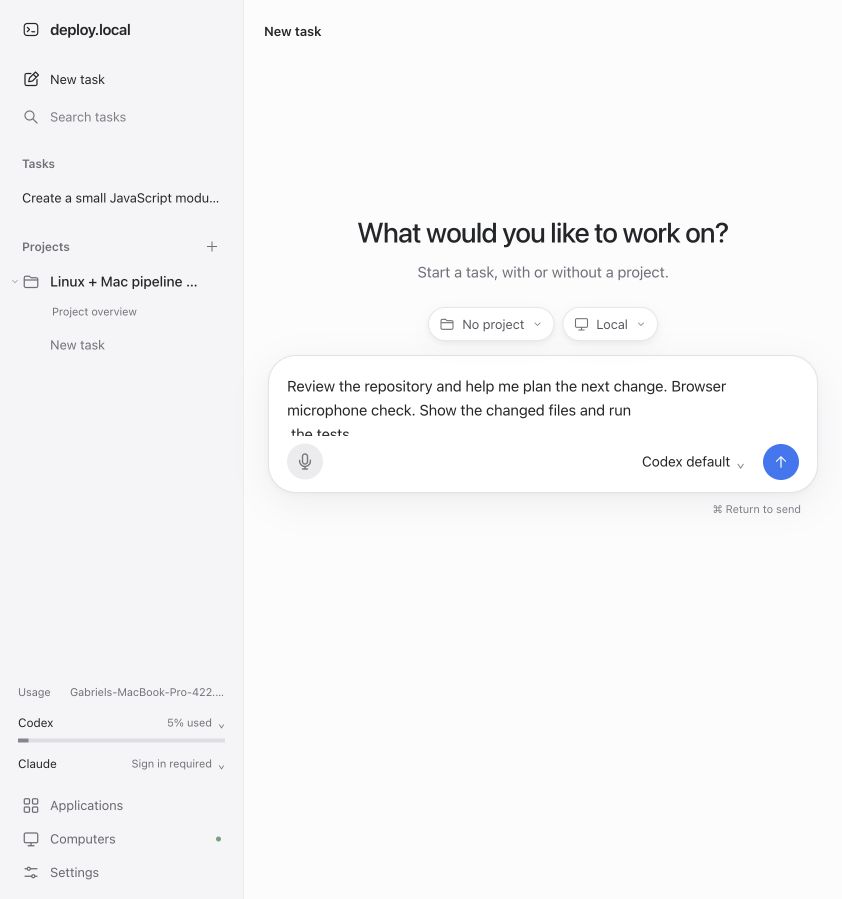 deploy.local
New task
Search tasks
Tasks
Create a small JavaScript modu...
Projects
Linux + Mac pipeline ...
Project overview
New task
Usage Gabriels-MacBook-Pro-422....
Codex 5% used
Claude Sign in required
Applications
Computers
Settings
New task
What would you like to work on?
Start a task, with or without a project.
No project Local
Review the repository and help me plan the next change. Browser
microphone check. Show the changed files and run
the tests
Codex default
⌘ Return to send